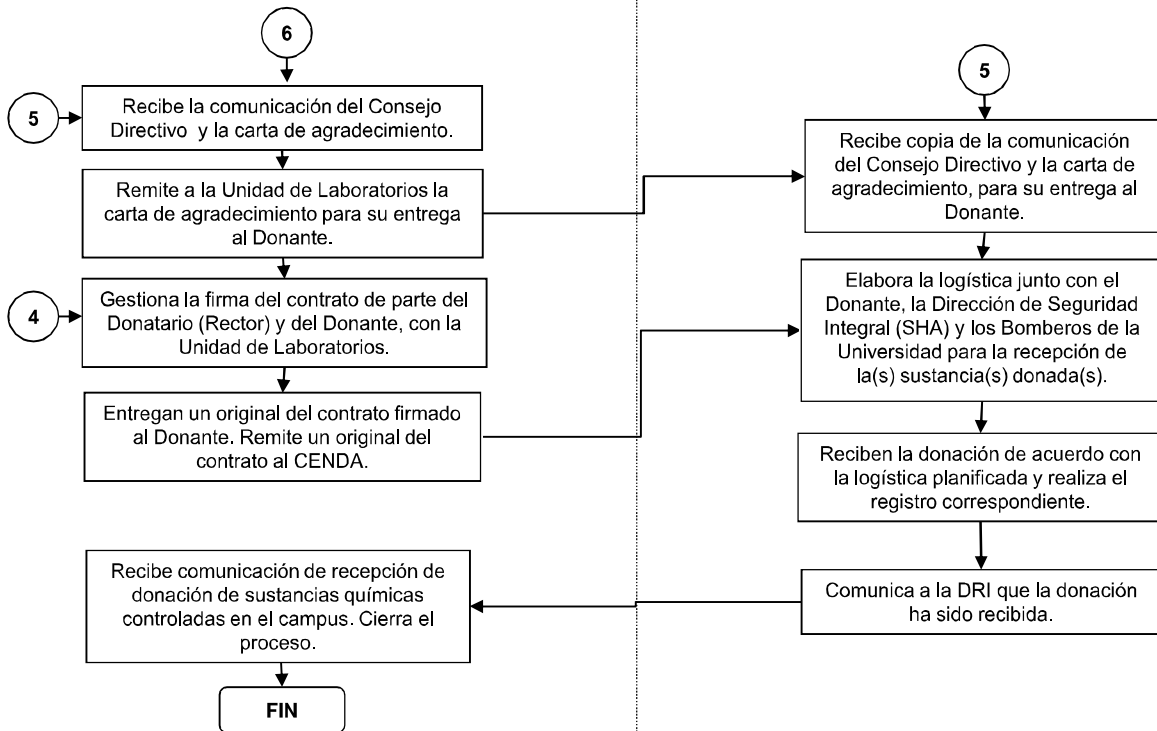 6
5
Recibe la comunicación del Consejo
Directivo y la carta de agradecimiento.
Remite a la Unidad de Laboratorios la
carta de agradecimiento para su entrega
al Donante.
4
Gestiona la firma del contrato de parte del
Donatario (Rector) y del Donante, con la
Unidad de Laboratorios.
Entregan un original del contrato firmado
al Donante. Remite un original del
contrato al CENDA.
Recibe comunicación de recepción de
donación de sustancias químicas
controladas en el campus. Cierra el
proceso.
FIN
5
Recibe copia de la comunicación
del Consejo Directivo y la carta de
agradecimiento, para su entrega al
Donante.
Elabora la logística junto con el
Donante, la Dirección de Seguridad
Integral (SHA) y los Bomberos de la
Universidad para la recepción de
la(s) sustancia(s) donada(s).
Reciben la donación de acuerdo con
la logística planificada y realiza el
registro correspondiente.
Comunica a la DRI que la donación
ha sido recibida.